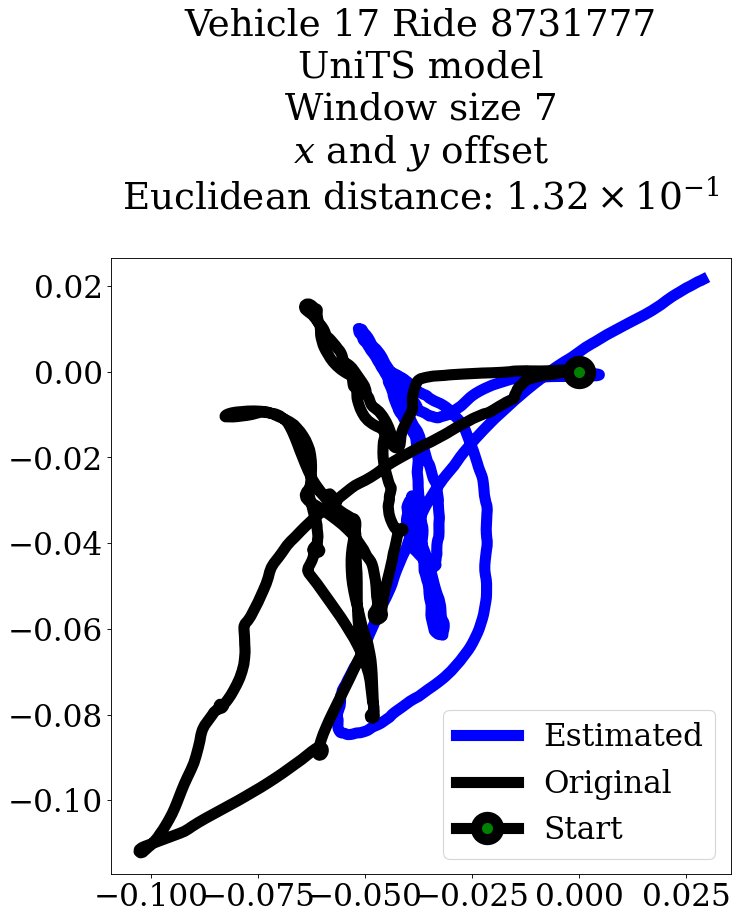 Vehicle 17 Ride 8731777
UniTS model
Window size 7
x and y offset
Euclidean distance: 1.32 × 10⁻¹
0.02
0.00
−0.02
−0.04
−0.06
−0.08
−0.10
Estimated
Original
Start
−0.100 −0.075 −0.050 −0.025 0.000 0.025